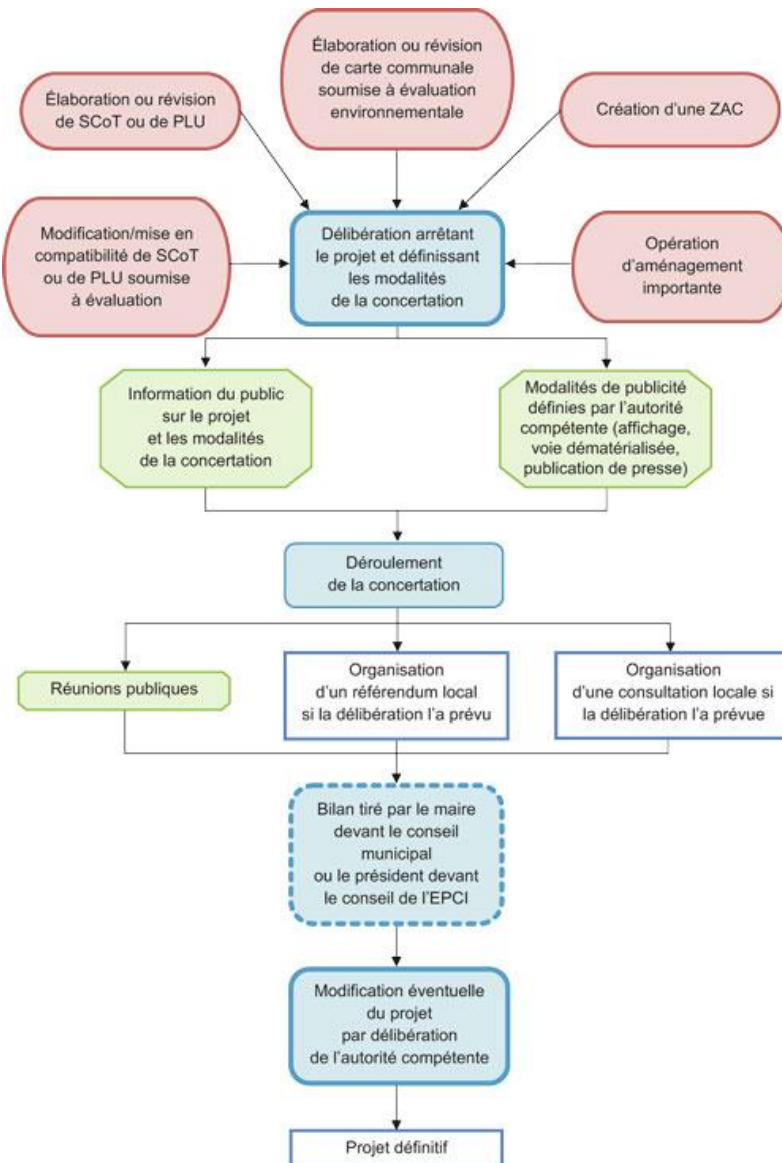 Élaboration ou révision
de SCoT ou de PLU
Élaboration ou révision
de carte communale
soumise à évaluation
environnementale
Création d'une ZAC
Modification/mise en
compatibilité de SCoT
ou de PLU soumise
à évaluation
Délibération arrêtant
le projet et définissant
les modalités
de la concertation
Opération
d'aménagement
importante
Information du public
sur le projet
et les modalités
de la concertation
Modalités de publicité
définies par l'autorité
compétente (affichage,
voie dématérialisée,
publication de presse)
Déroulement
de la concertation
Réunions publiques
Organisation
d'un référendum local
si la délibération l'a prévu
Organisation
d'une consultation locale si
la délibération l'a prévue
Bilan tiré par le maire
devant le conseil
municipal
ou le président devant
le conseil de l'EPCI
Modification éventuelle
du projet
par délibération
de l'autorité compétente
Projet définitif